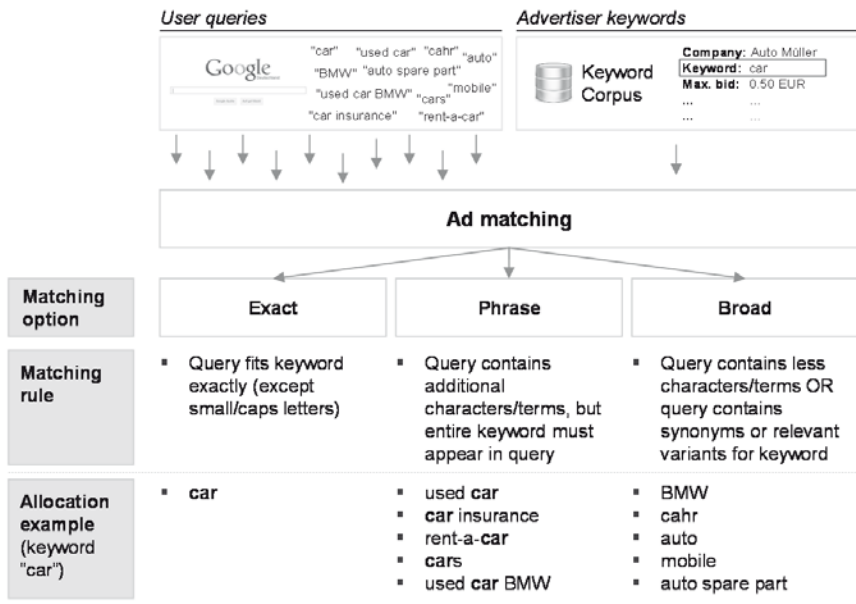 User queries
Advertiser keywords
Google
"car" "used car" "cahr" "auto"
"BMW" "auto spare part"
"used car BMW" "cars" "mobile"
"car insurance" "rent-a-car"
Keyword
Corpus
Company: Auto Müller
Keyword: car
Max. bid: 0.50 EUR
... ...
... ...
Ad matching
Matching
option
Exact
Phrase
Broad
Matching
rule
▪ Query fits keyword
exactly (except
small/caps letters)
▪ Query contains
additional
characters/terms, but
entire keyword must
appear in query
▪ Query contains less
characters/terms OR
query contains
synonyms or relevant
variants for keyword
Allocation
example
(keyword
"car")
▪ car
▪ used car
▪ car insurance
▪ rent-a-car
▪ cars
▪ used car BMW
▪ BMW
▪ cahr
▪ auto
▪ mobile
▪ auto spare part